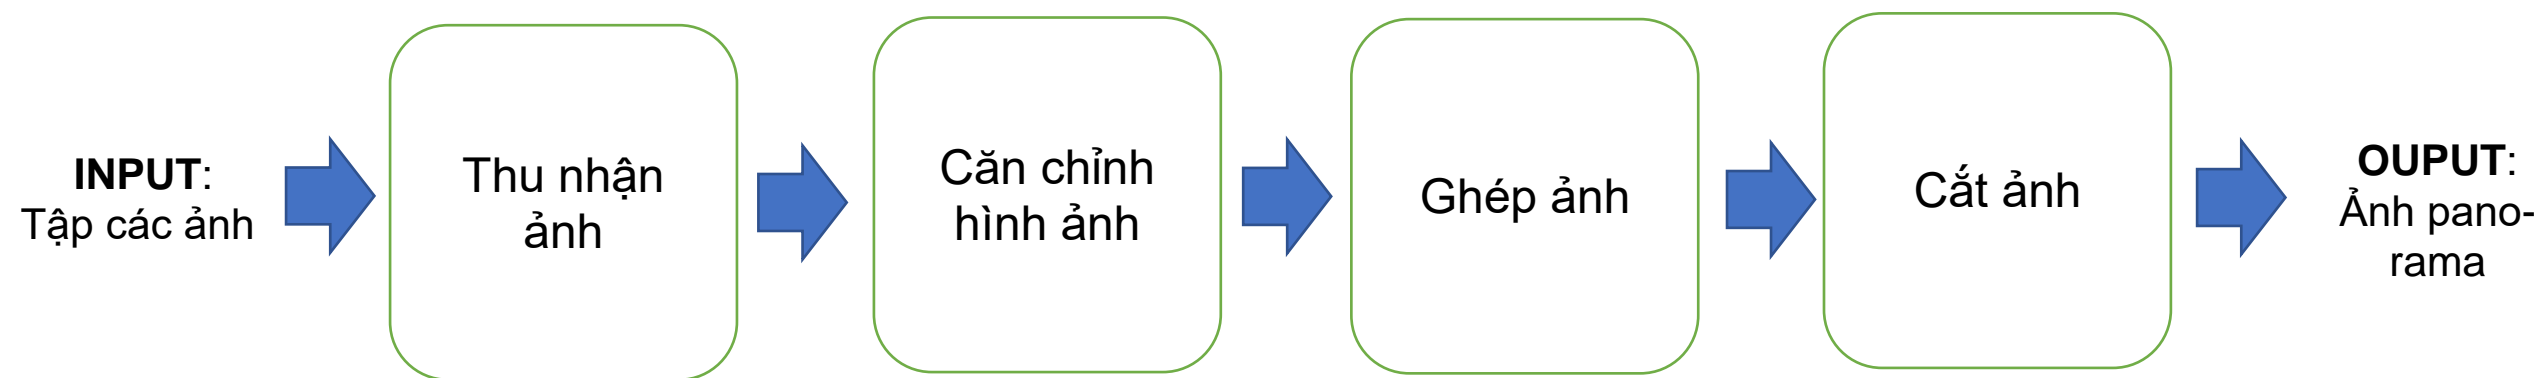 INPUT:
Tập các ảnh
Thu nhận
ảnh
Căn chỉnh
hình ảnh
Ghép ảnh
Cắt ảnh
OUPUT:
Ảnh pano-
rama